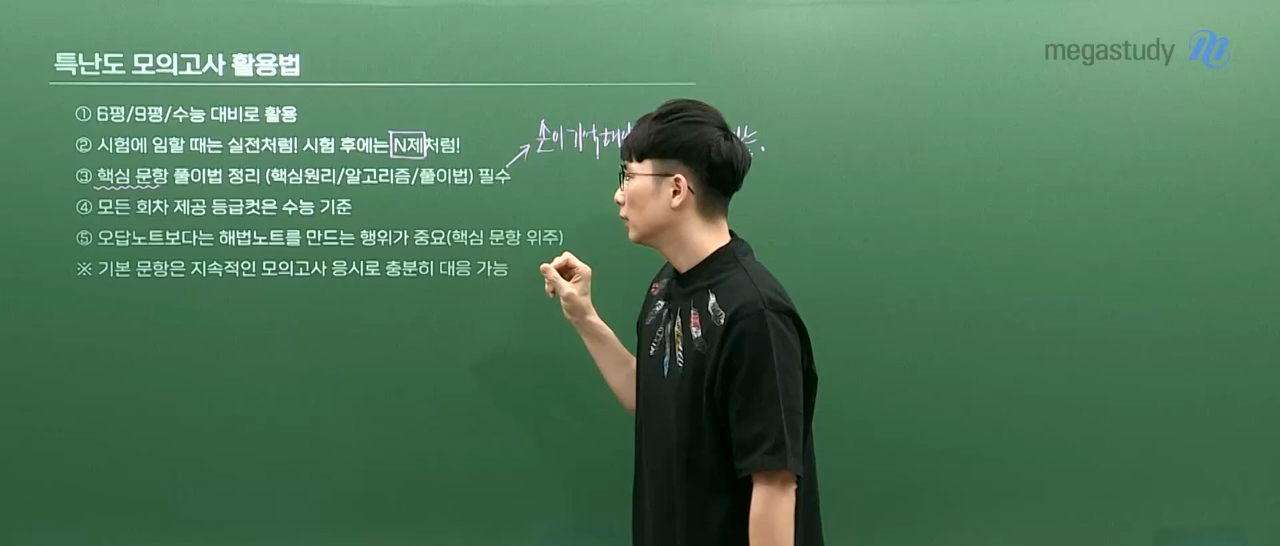 megastudy
특난도 모의고사 활용법
① 6평/9평/수능 대비로 활용
② 시험에 임할 때는 실전처럼! 시험 후에는 N제처럼!
손이 기억해야
③ 핵심 문항 풀이법 정리 (핵심원리/알고리즘/풀이법) 필수
④ 모든 회차 제공 등급컷은 수능 기준
⑤ 오답노트보다는 해법노트를 만드는 행위가 중요(핵심 문항 위주)
※ 기본 문항은 지속적인 모의고사 응시로 충분히 대응 가능